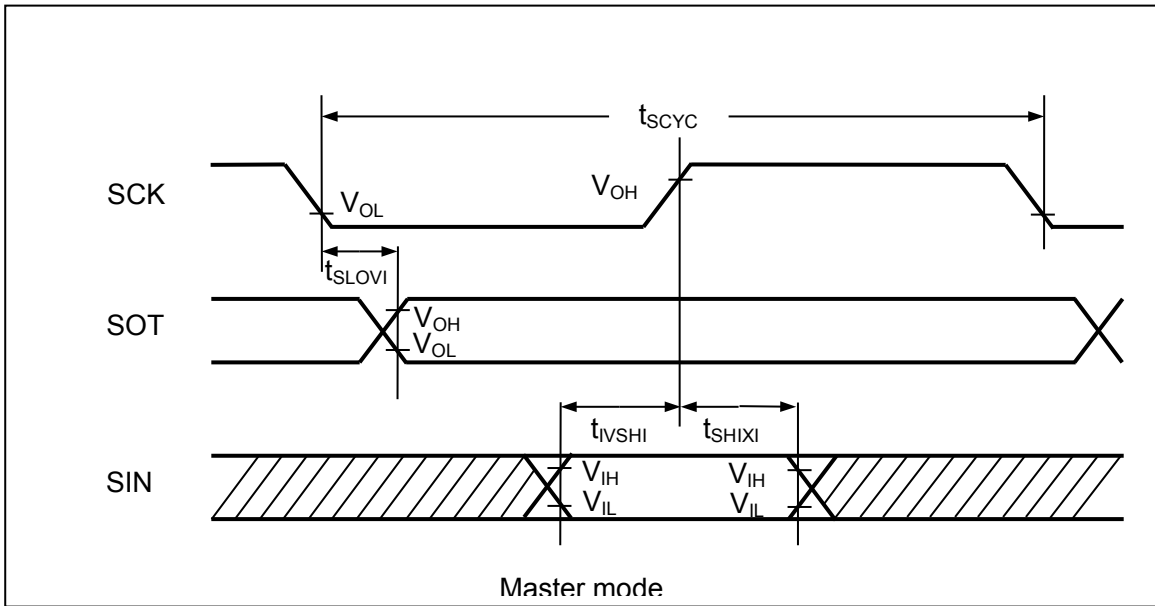 tSCYC
SCK
VOL
VOH
tSLOVI
SOT
VOH
VOL
tIVSHI
tSHIXI
SIN
VIH
VIL
VIH
VIL
Master mode